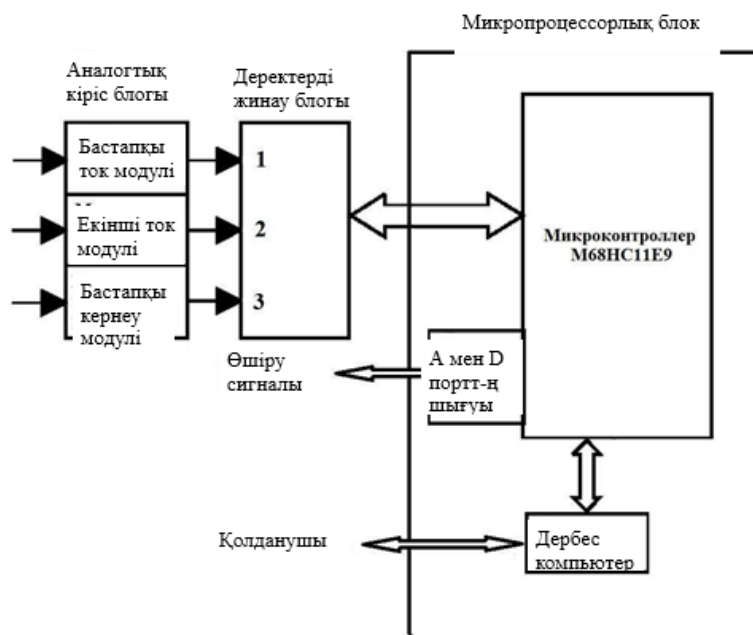 Микропроцессорлық блок
Аналогтық
кіріс блогы
Деректерді
жинау блогы
Бастапқы
ток модулі
1
Екінші ток
модулі
2
Бастапқы
кернеу
модулі
3
Микроконтроллер
M68HC11E9
Өшіру
сигналы
А мен D
портт-ң
шығуы
Қолданушы
Дербес
компьютер